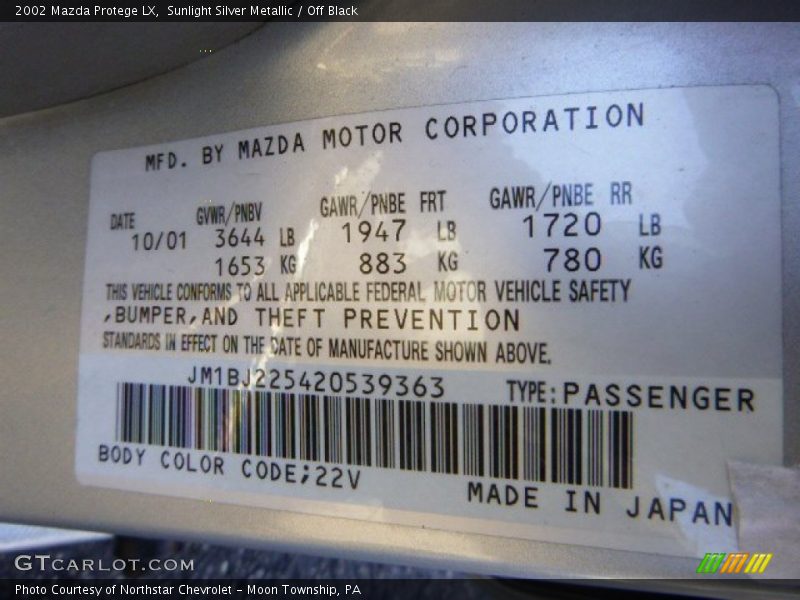 2002 Mazda Protege LX,  Sunlight Silver Metallic / Off Black
MFD. BY MAZDA MOTOR CORPORATION
DATE GVWR/PNBV GAWR/PNBE FRT GAWR/PNBE RR
10/01 3644 LB 1947 LB 1720 LB
1653 KG 883 KG 780 KG
THIS VEHICLE CONFORMS TO ALL APPLICABLE FEDERAL MOTOR VEHICLE SAFETY
,BUMPER,AND THEFT PREVENTION
STANDARDS IN EFFECT ON THE DATE OF MANUFACTURE SHOWN ABOVE.
JM1BJ225420539363 TYPE:PASSENGER
BODY COLOR CODE;22V
MADE IN JAPAN
GTCARLOT.COM
Photo Courtesy of Northstar Chevrolet - Moon Township, PA